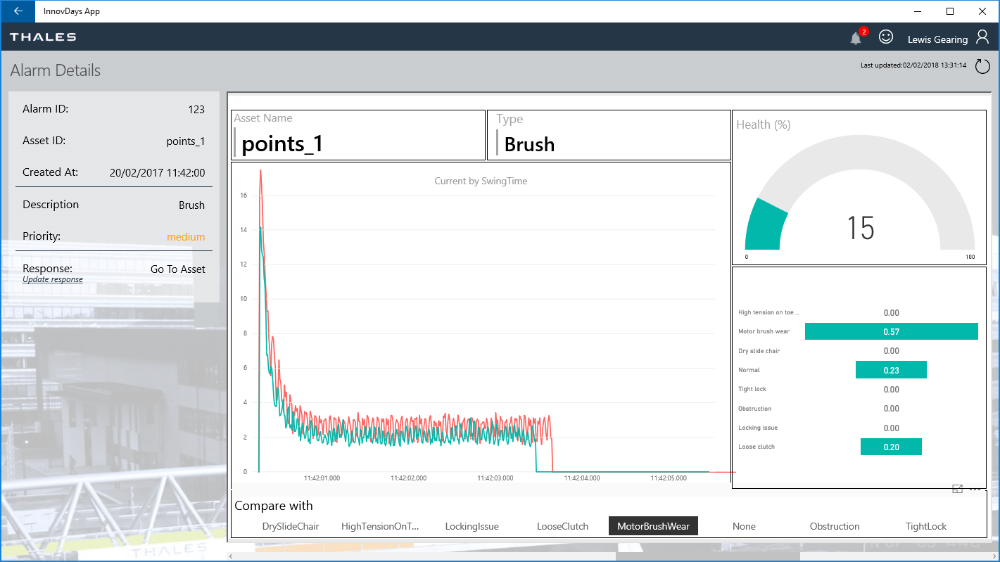 InnovDays App
THALES
2
Lewis Gearing
Alarm Details
Last updated:02/02/2018 13:31:14
Alarm ID: 123
Asset ID: points_1
Created At: 20/02/2017 11:42:00
Description Brush
Priority: medium
Response: Go To Asset
Update response
Asset Name
points_1
Type
Brush
Health (%)
15
0 100
Current by SwingTime
16
14
12
10
8
6
4
2
0
11:42:01.000 11:42:02.000 11:42:03.000 11:42:04.000 11:42:05.000
High tension on toe ... 0.00
Motor brush wear 0.57
Dry slide chair 0.00
Normal 0.23
Tight lock 0.00
Obstruction 0.00
Locking issue 0.00
Loose clutch 0.20
Compare with
DrySlideChair HighTensionOnT... LockingIssue LooseClutch MotorBrushWear None Obstruction TightLock
THALES